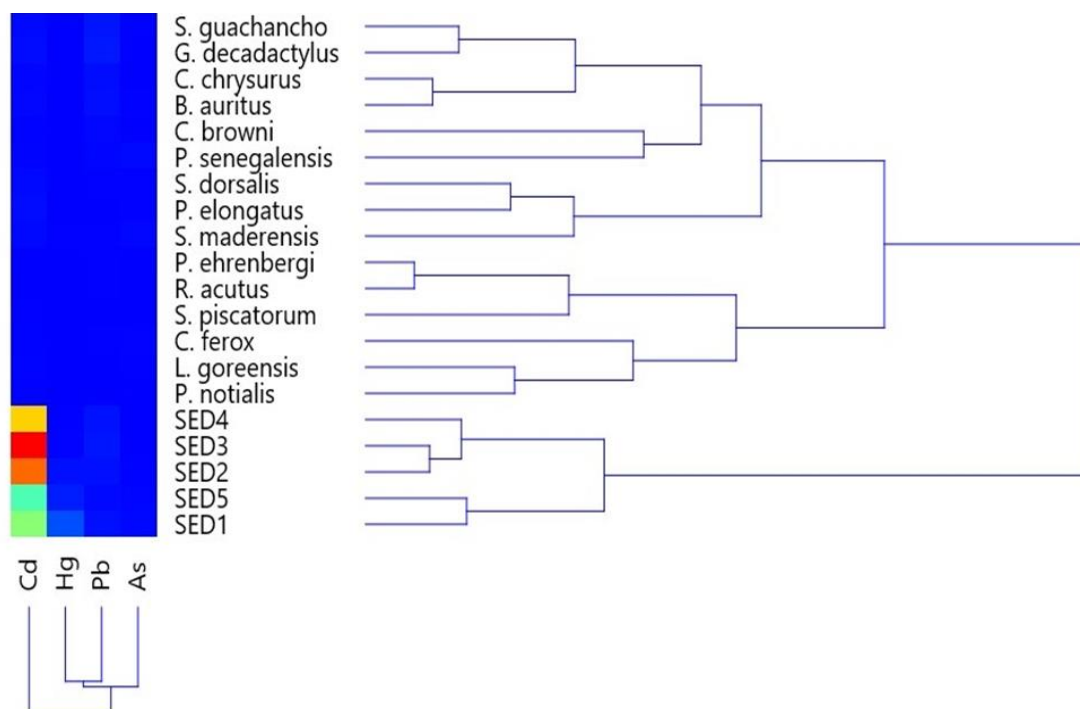 S. guachancho
G. decadactylus
C. chrysurus
B. auritus
C. browni
P. senegalensis
S. dorsalis
P. elongatus
S. maderensis
P. ehrenbergi
R. acutus
S. piscatorum
C. ferox
L. goreensis
P. notialis
SED4
SED3
SED2
SED5
SED1
Cd Hg Pb As